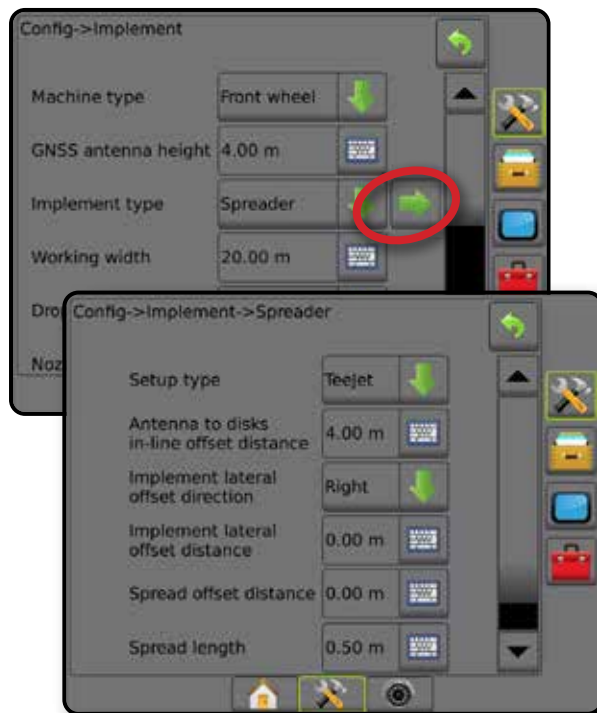 Config->Implement
Machine type Front wheel
GNSS antenna height 4.00 m
Implement type Spreader
Working width 20.00 m
Dro
Noz
Config->Implement->Spreader
Setup type TeeJet
Antenna to disks
in-line offset distance 4.00 m
Implement lateral
offset direction Right
Implement lateral
offset distance 0.00 m
Spread offset distance 0.00 m
Spread length 0.50 m